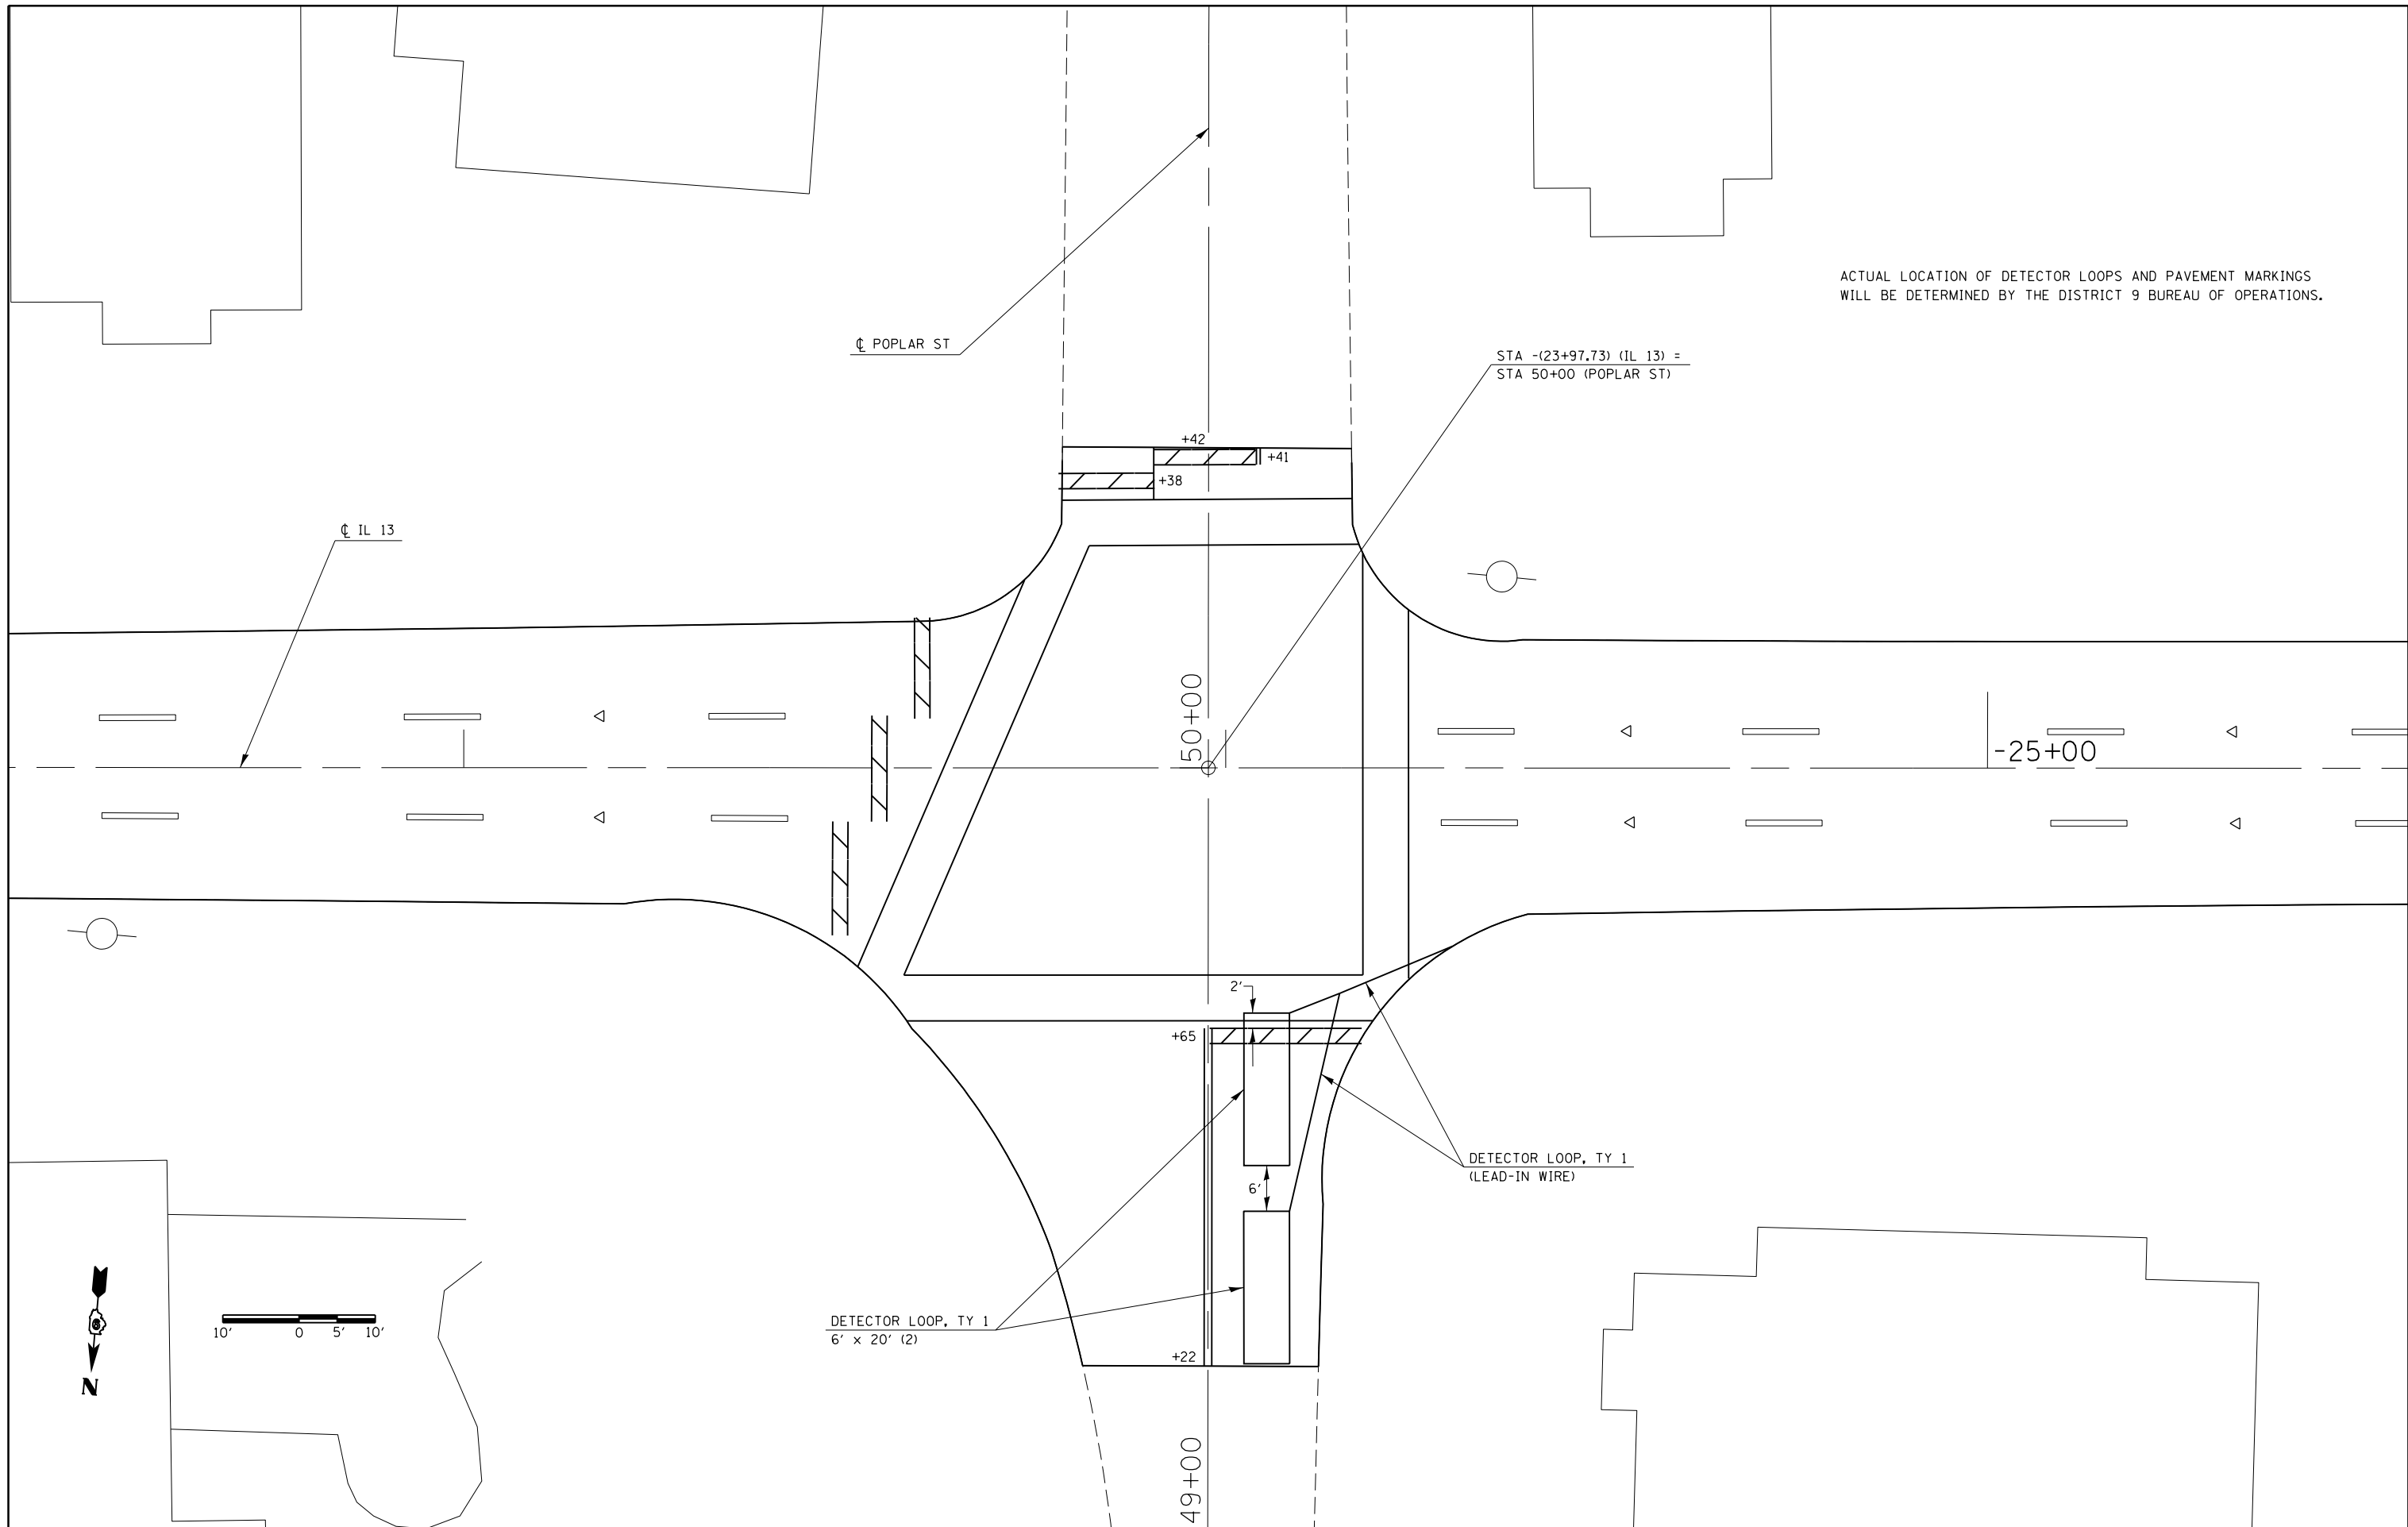 ACTUAL LOCATION OF DETECTOR LOOPS AND PAVEMENT MARKINGS
WILL BE DETERMINED BY THE DISTRICT 9 BUREAU OF OPERATIONS.
℄ POPLAR ST
STA -(23+97.73) (IL 13) =
STA 50+00 (POPLAR ST)
+42
+41
+38
℄ IL 13
50+00
-25+00
2'
+65
DETECTOR LOOP, TY 1
(LEAD-IN WIRE)
6'
DETECTOR LOOP, TY 1
6' x 20' (2)
10' 0 5' 10'
+22
N
49+00